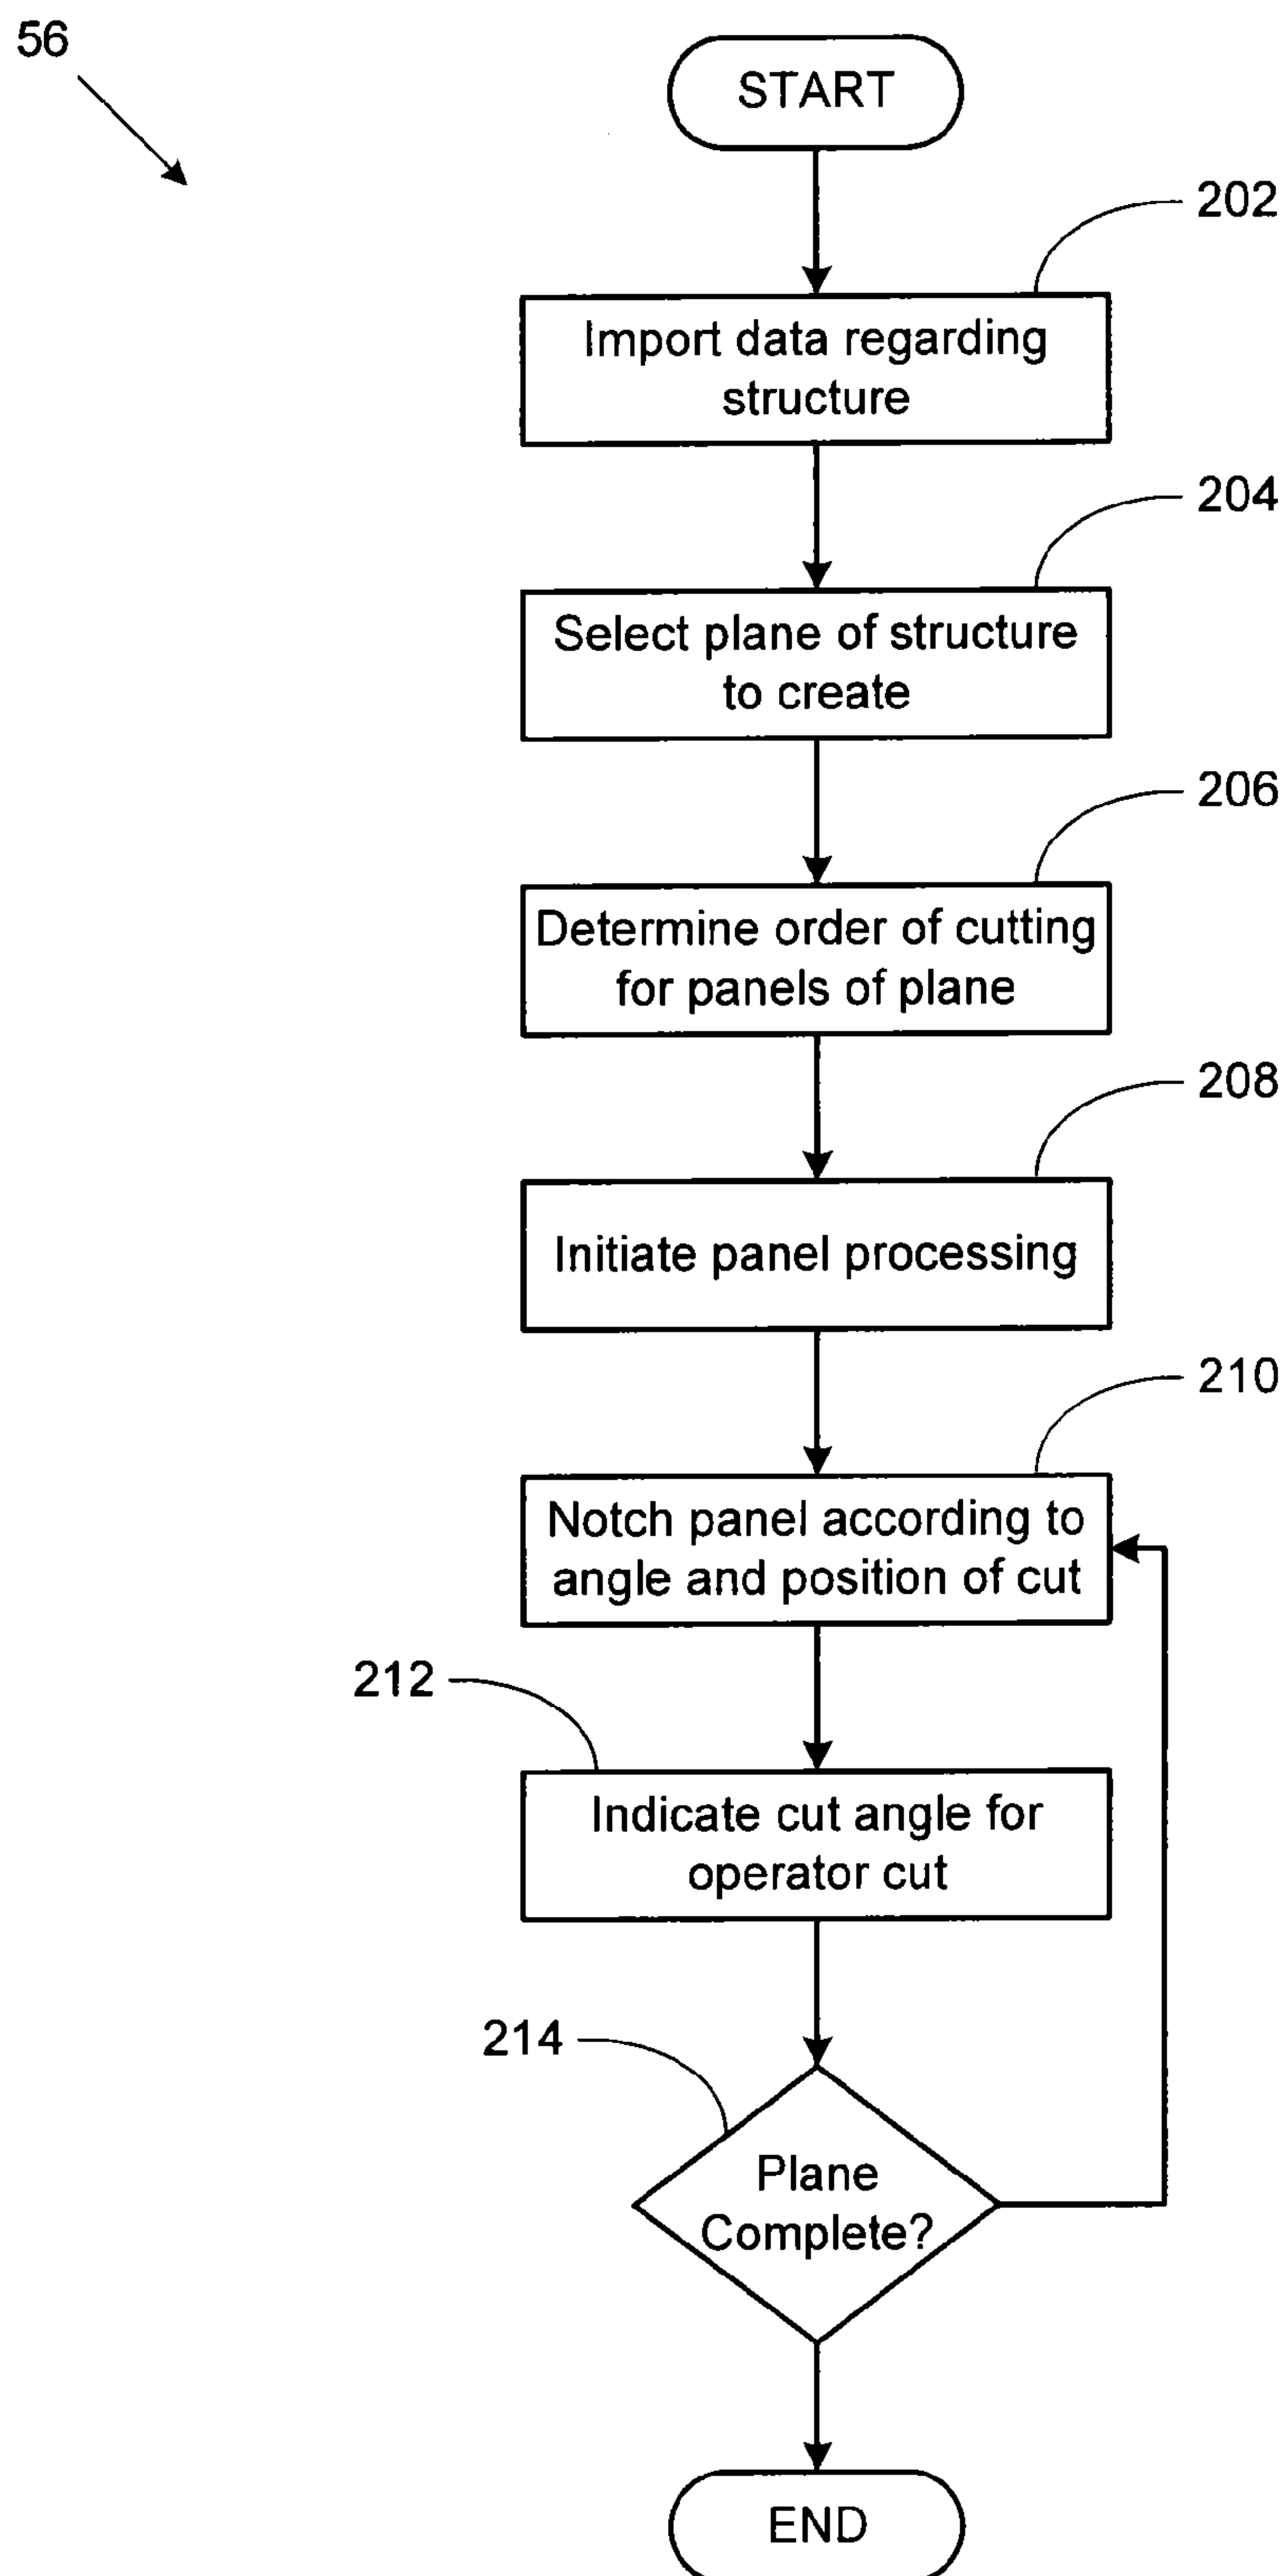 56
START
202
Import data regarding
structure
204
Select plane of structure
to create
206
Determine order of cutting
for panels of plane
208
Initiate panel processing
210
Notch panel according to
angle and position of cut
212
Indicate cut angle for
operator cut
214
Plane
Complete?
END